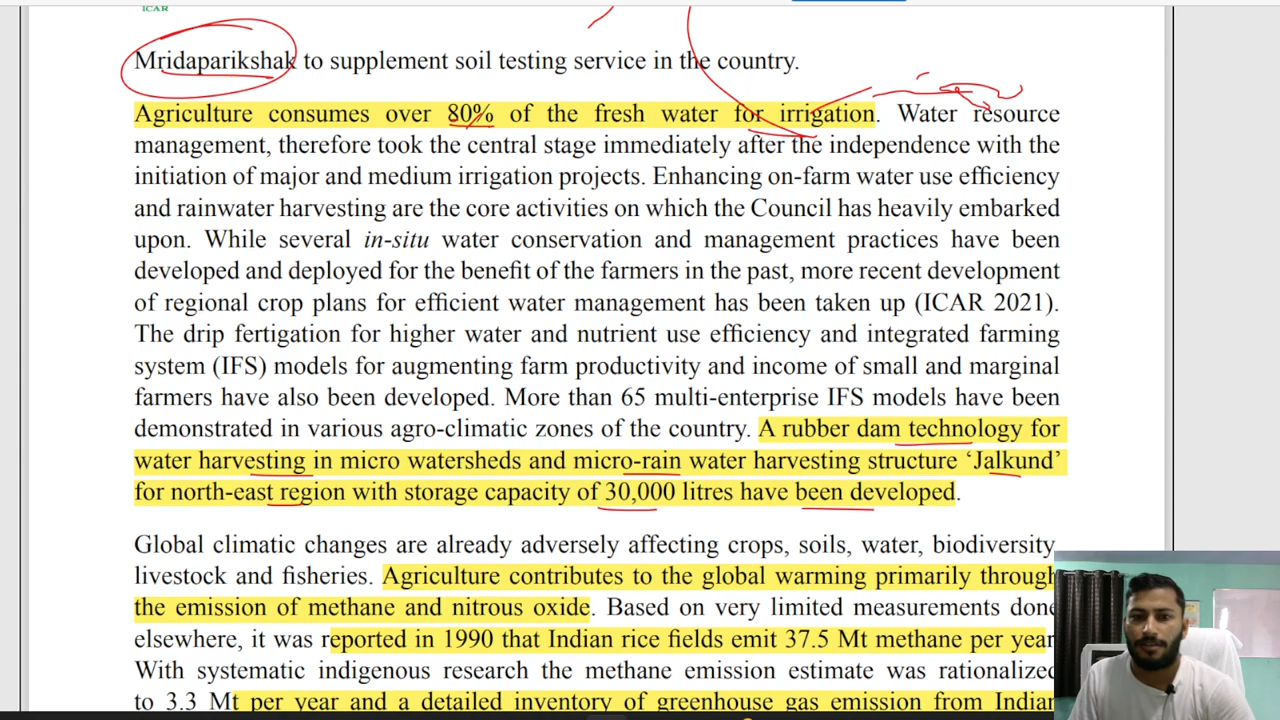 ICAR
Mridaparikshak to supplement soil testing service in the country.
Agriculture consumes over 80% of the fresh water for irrigation. Water resource
management, therefore took the central stage immediately after the independence with the
initiation of major and medium irrigation projects. Enhancing on-farm water use efficiency
and rainwater harvesting are the core activities on which the Council has heavily embarked
upon. While several in-situ water conservation and management practices have been
developed and deployed for the benefit of the farmers in the past, more recent development
of regional crop plans for efficient water management has been taken up (ICAR 2021).
The drip fertigation for higher water and nutrient use efficiency and integrated farming
system (IFS) models for augmenting farm productivity and income of small and marginal
farmers have also been developed. More than 65 multi-enterprise IFS models have been
demonstrated in various agro-climatic zones of the country. A rubber dam technology for
water harvesting in micro watersheds and micro-rain water harvesting structure ‘Jalkund’
for north-east region with storage capacity of 30,000 litres have been developed.
Global climatic changes are already adversely affecting crops, soils, water, biodiversity
livestock and fisheries. Agriculture contributes to the global warming primarily through
the emission of methane and nitrous oxide. Based on very limited measurements done
elsewhere, it was reported in 1990 that Indian rice fields emit 37.5 Mt methane per year
With systematic indigenous research the methane emission estimate was rationalized
to 3.3 Mt per year and a detailed inventory of greenhouse gas emission from Indian